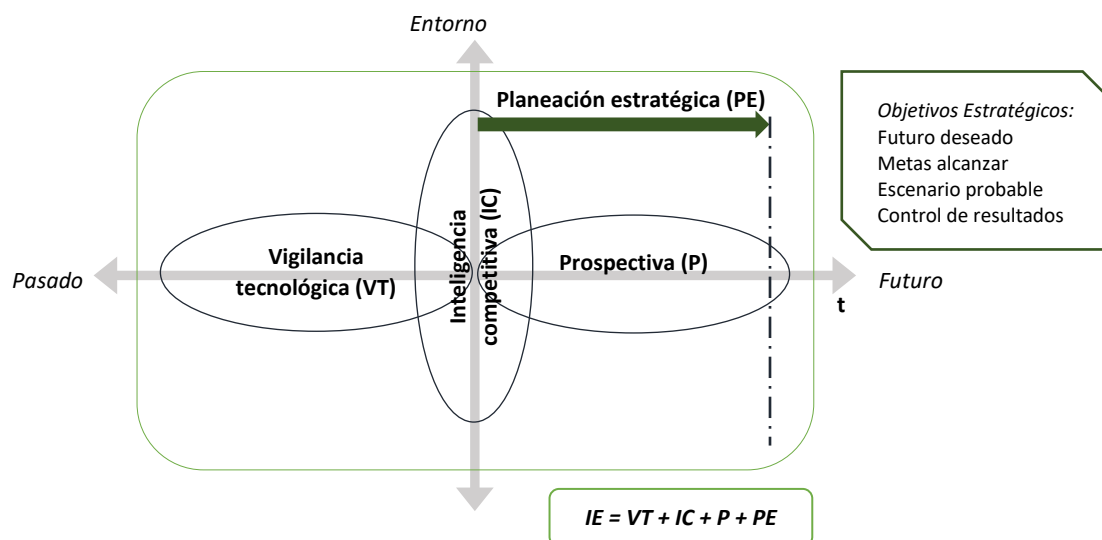 Entorno
Planeación estratégica (PE)
Objetivos Estratégicos:
Futuro deseado
Metas alcanzar
Escenario probable
Control de resultados
Pasado
Vigilancia
tecnológica (VT)
Inteligencia
competitiva (IC)
Prospectiva (P)
Futuro
t
IE = VT + IC + P + PE